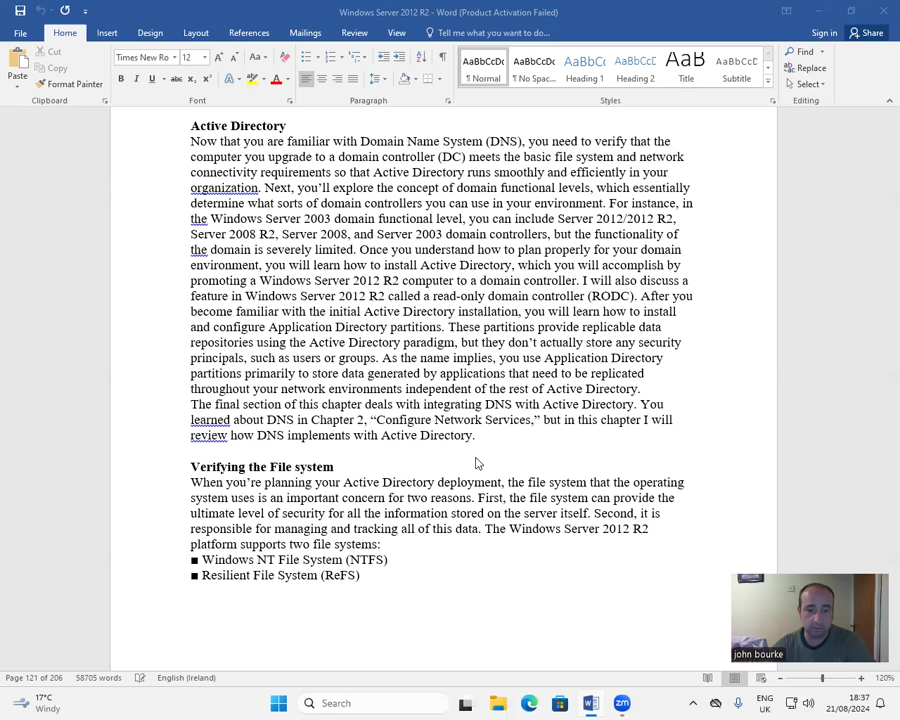 Windows Server 2012 R2 - Word (Product Activation Failed)
File Home Insert Design Layout References Mailings Review View Tell me what you want to do... Sign in Share
Paste Cut Copy Format Painter
Times New Ro 12 Aa
AaBbCcDc AaBbCcDc AaBbCc AaBbCcD AaB AaBbCcD
¶ Normal ¶ No Spac... Heading 1 Heading 2 Title Subtitle
Find Replace Select
Clipboard Font Paragraph Styles Editing
Active Directory
Now that you are familiar with Domain Name System (DNS), you need to verify that the
computer you upgrade to a domain controller (DC) meets the basic file system and network
connectivity requirements so that Active Directory runs smoothly and efficiently in your
organization. Next, you’ll explore the concept of domain functional levels, which essentially
determine what sorts of domain controllers you can use in your environment. For instance, in
the Windows Server 2003 domain functional level, you can include Server 2012/2012 R2,
Server 2008 R2, Server 2008, and Server 2003 domain controllers, but the functionality of
the domain is severely limited. Once you understand how to plan properly for your domain
environment, you will learn how to install Active Directory, which you will accomplish by
promoting a Windows Server 2012 R2 computer to a domain controller. I will also discuss a
feature in Windows Server 2012 R2 called a read-only domain controller (RODC). After you
become familiar with the initial Active Directory installation, you will learn how to install
and configure Application Directory partitions. These partitions provide replicable data
repositories using the Active Directory paradigm, but they don’t actually store any security
principals, such as users or groups. As the name implies, you use Application Directory
partitions primarily to store data generated by applications that need to be replicated
throughout your network environments independent of the rest of Active Directory.
The final section of this chapter deals with integrating DNS with Active Directory. You
learned about DNS in Chapter 2, “Configure Network Services,” but in this chapter I will
review how DNS implements with Active Directory.
Verifying the File system
When you’re planning your Active Directory deployment, the file system that the operating
system uses is an important concern for two reasons. First, the file system can provide the
ultimate level of security for all the information stored on the server itself. Second, it is
responsible for managing and tracking all of this data. The Windows Server 2012 R2
platform supports two file systems:
■ Windows NT File System (NTFS)
■ Resilient File System (ReFS)
john bourke
Page 121 of 206 58705 words English (Ireland) 120%
17°C
Windy
Search
zm
ENG
UG
18:37
21/08/2024